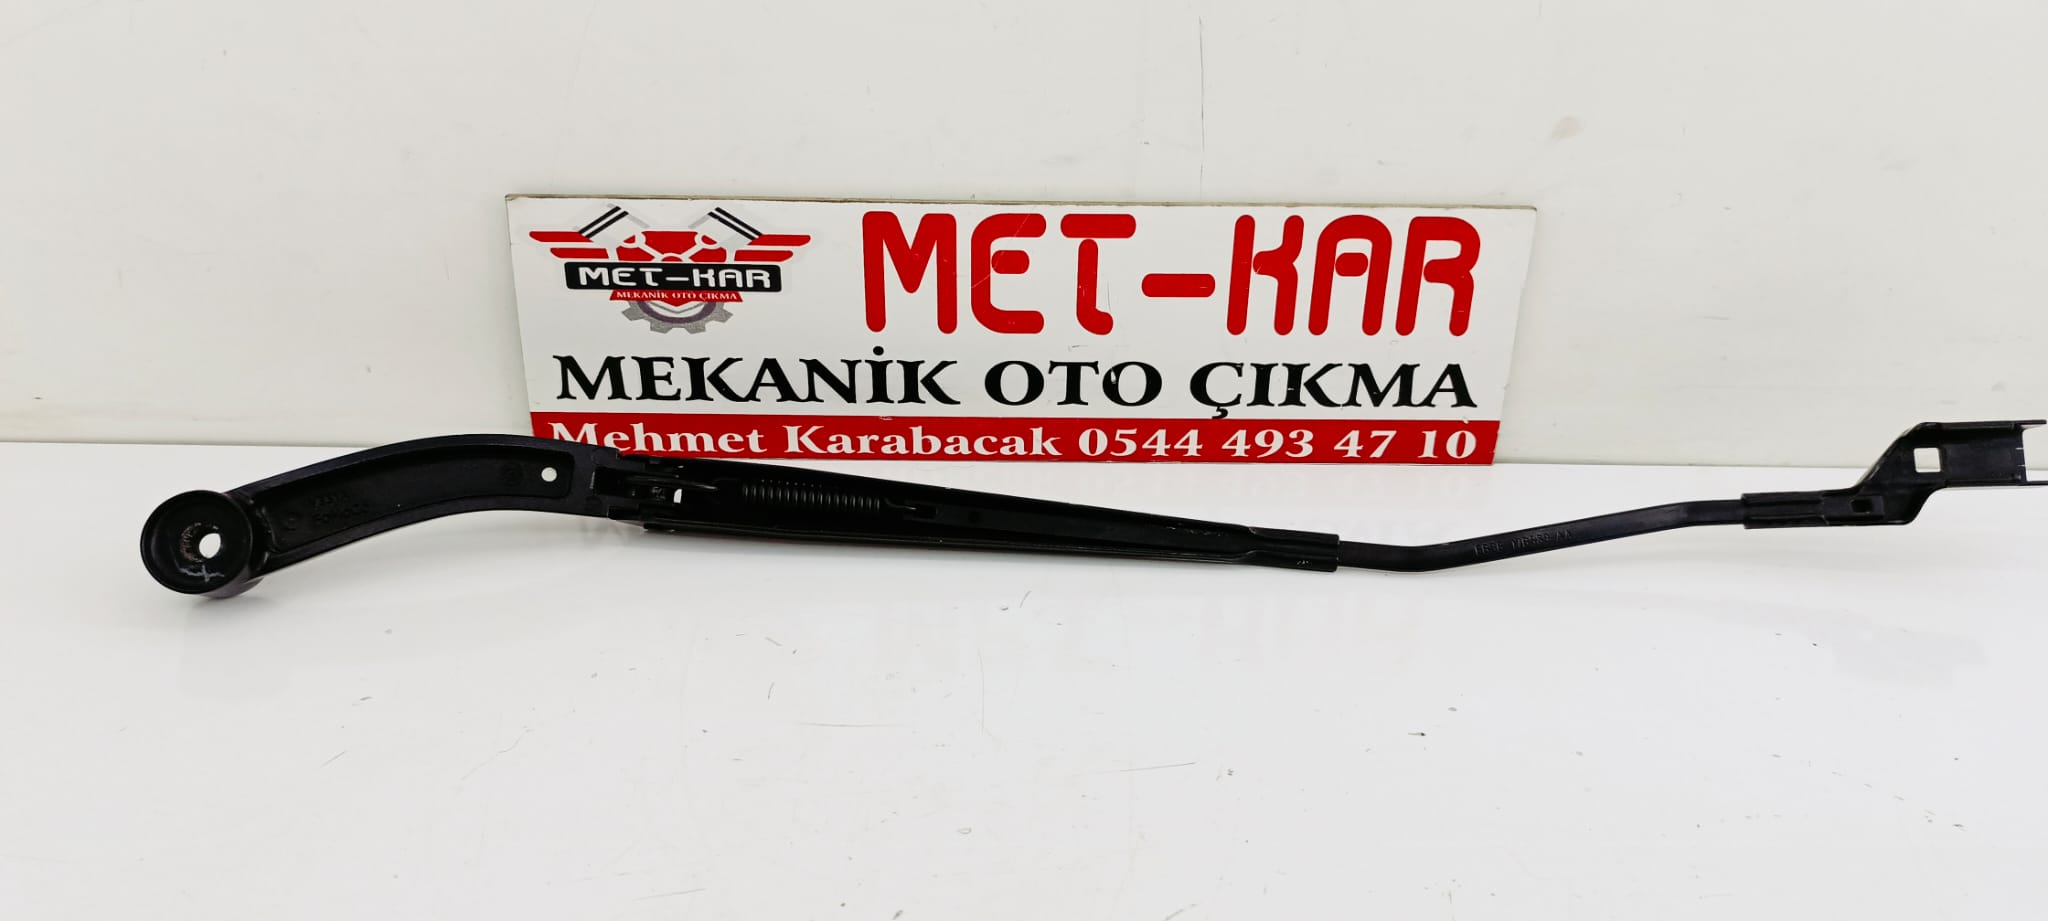 MET-KAR
MEKANİK OTO ÇIKMA
MET-KAR
MEKANİK OTO ÇIKMA
Mehmet Karabacak 0544 493 47 10